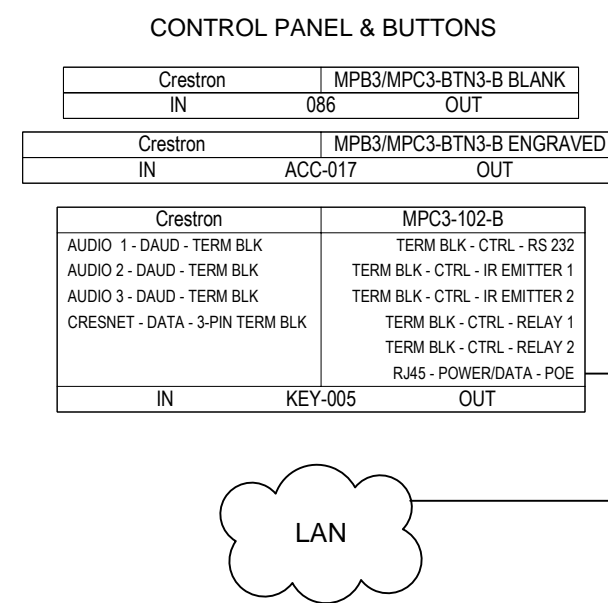 CONTROL PANEL & BUTTONS
Crestron MPB3/MPC3-BTN3-B BLANK
IN 086 OUT
Crestron MPB3/MPC3-BTN3-B ENGRAVED
IN ACC-017 OUT
Crestron MPC3-102-B
AUDIO 1 - DAUD - TERM BLK TERM BLK - CTRL - RS 232
AUDIO 2 - DAUD - TERM BLK TERM BLK - CTRL - IR EMITTER 1
AUDIO 3 - DAUD - TERM BLK TERM BLK - CTRL - IR EMITTER 2
CRESNET - DATA - 3-PIN TERM BLK TERM BLK - CTRL - RELAY 1
TERM BLK - CTRL - RELAY 2
RJ45 - POWER/DATA - POE
IN KEY-005 OUT
LAN